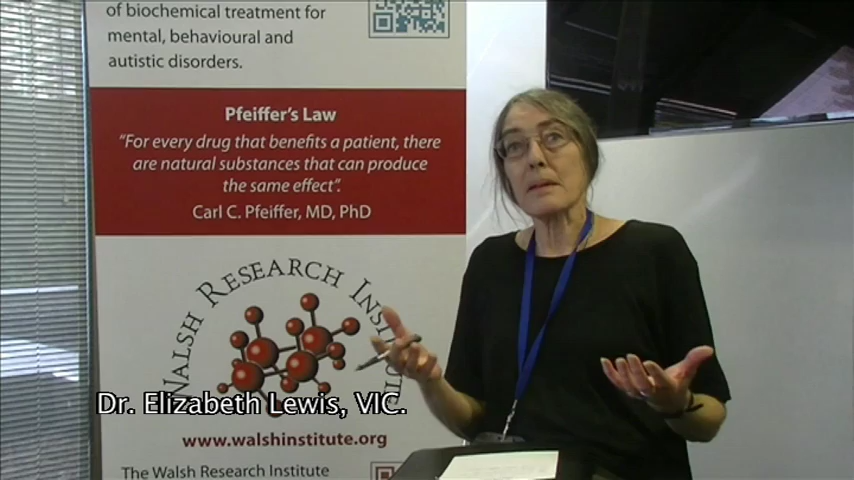 of biochemical treatment for
mental, behavioural and
autistic disorders.
Pfeiffer's Law
"For every drug that benefits a patient, there
are natural substances that can produce
the same effect".
Carl C. Pfeiffer, MD, PhD
WALSH RESEARCH INSTITUTE
Dr. Elizabeth Lewis, VIC.
www.walshinstitute.org
The Walsh Research Institute